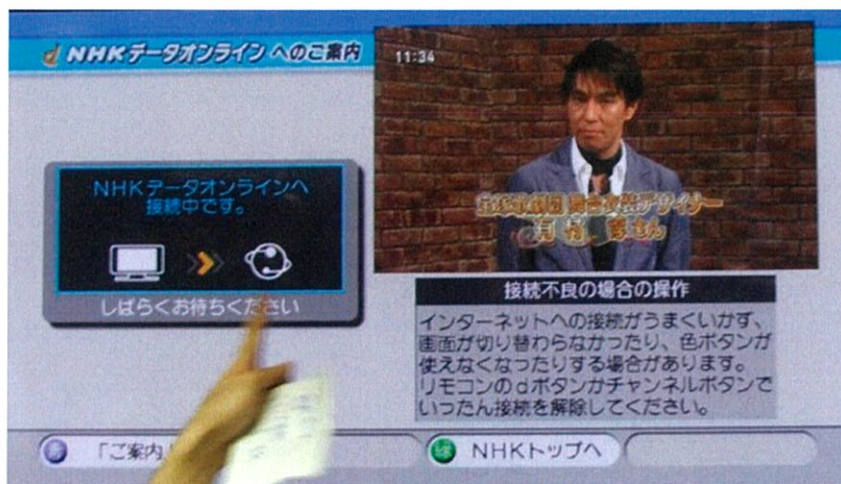 NHKデータオンラインへのご案内
11:34
NHKデータオンラインへ
接続中です。
しばらくお待ちください
さん
接続不良の場合の操作
インターネットへの接続がうまくいかず、
画面が切り替わらなかったり、色ボタンが
使えなくなったりする場合があります。
リモコンのdボタンかチャンネルボタンで
いったん接続を解除してください。
青 「ご案内
緑 NHKトップへ